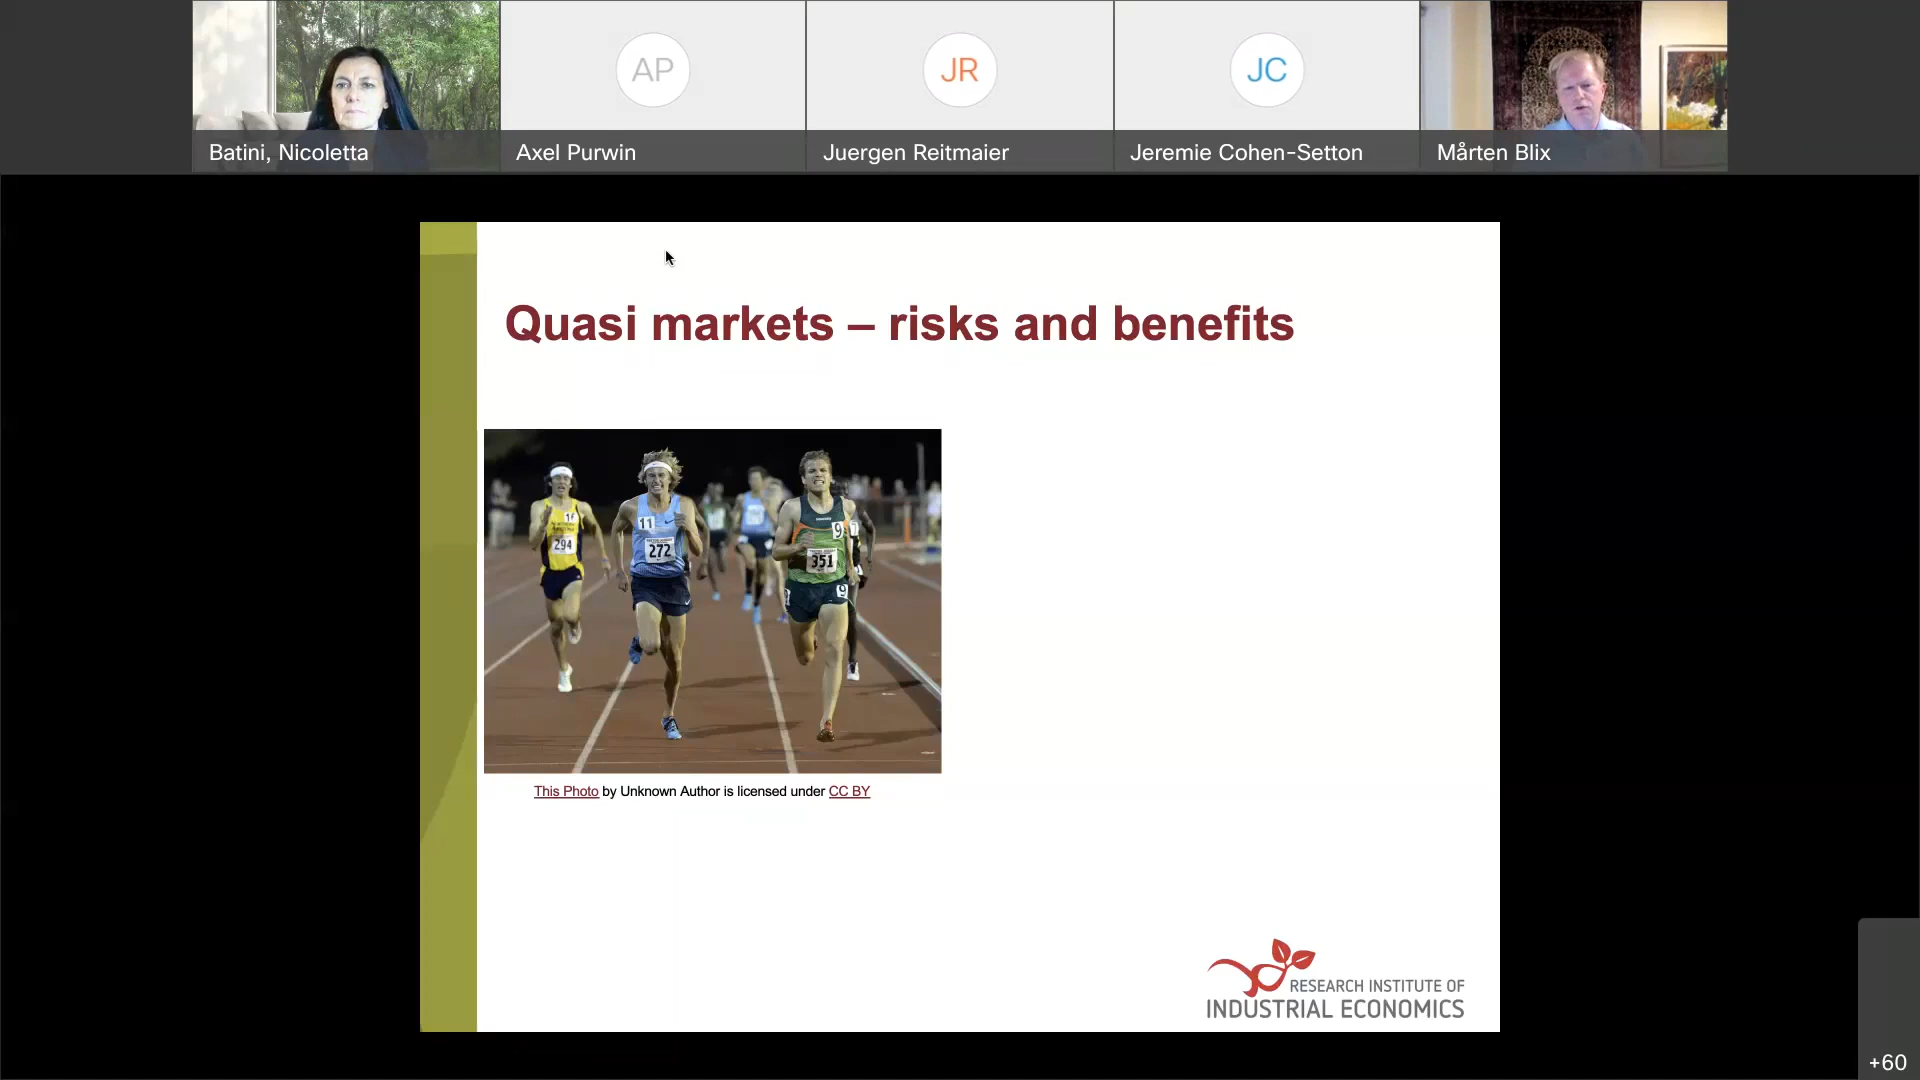 AP
JR
JC
Batini, Nicoletta
Axel Purwin
Juergen Reitmaier
Jeremie Cohen-Setton
Mårten Blix
Quasi markets – risks and benefits
294
11
272
9
351
9
7
This Photo by Unknown Author is licensed under CC BY
RESEARCH INSTITUTE OF
INDUSTRIAL ECONOMICS
+60